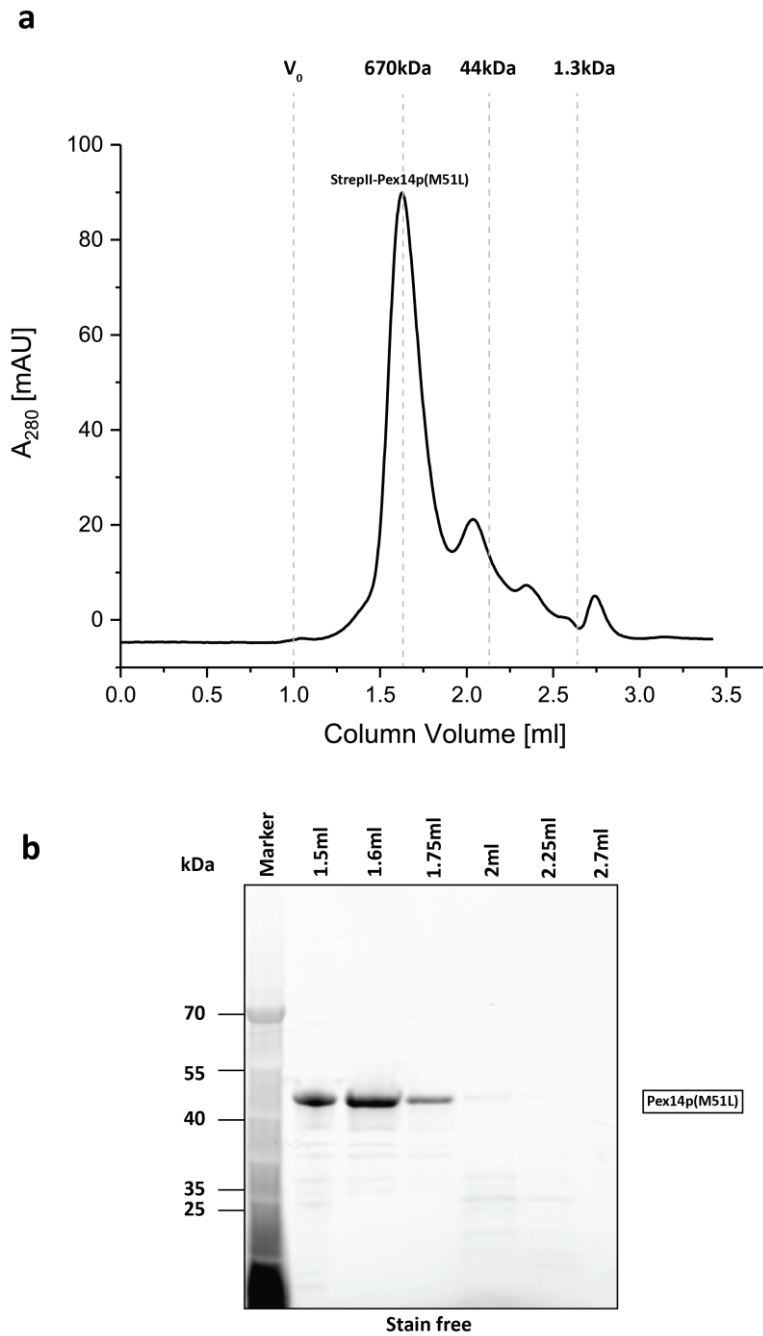 a
V₀ 670kDa 44kDa 1.3kDa
StrepII-Pex14p(M51L)
100
80
60
40
20
0
A₂₈₀ [mAU]
0.0 0.5 1.0 1.5 2.0 2.5 3.0 3.5
Column Volume [ml]
b
kDa Marker 1.5ml 1.6ml 1.75ml 2ml 2.25ml 2.7ml
70
55
40
35
25
Pex14p(M51L)
Stain free